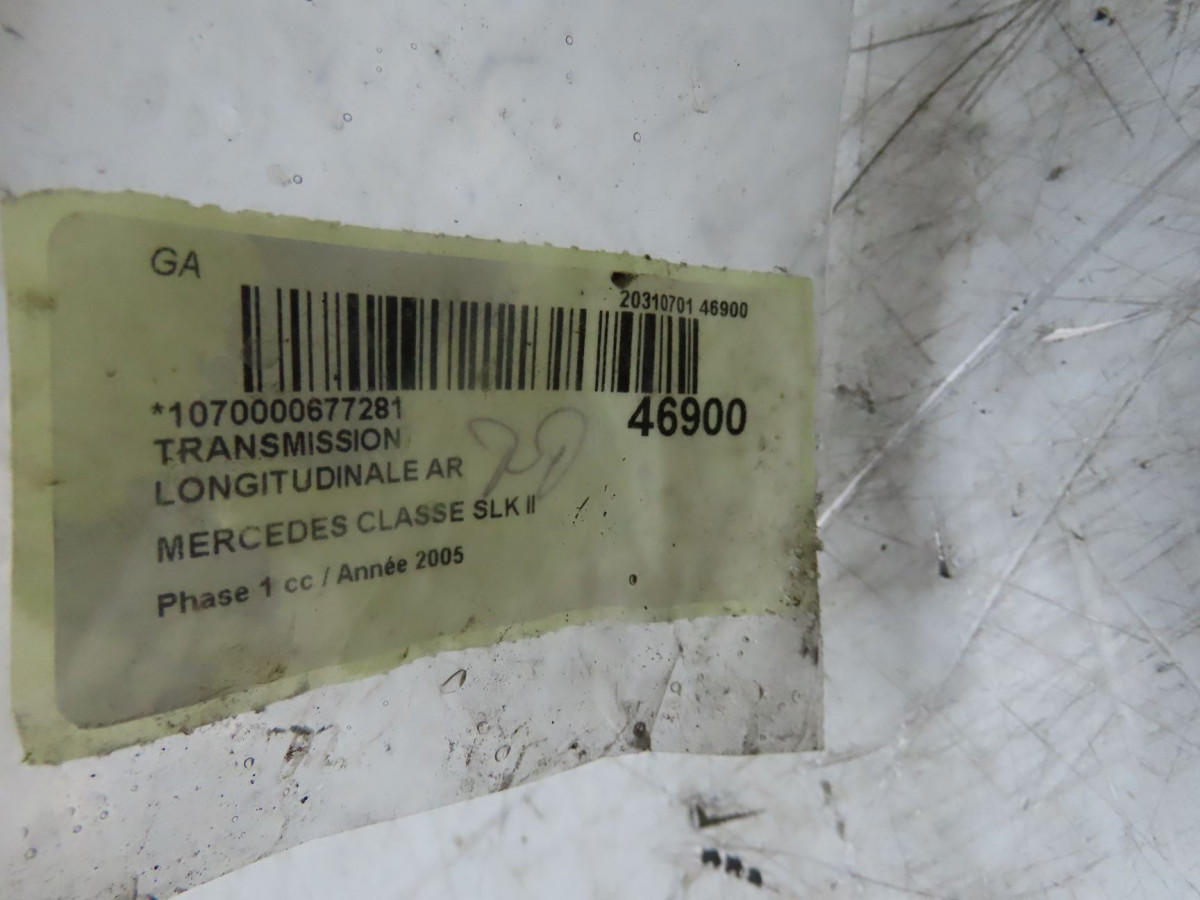 GA
20310701 46900
*1070000677281
46900
TRANSMISSION
LONGITUDINALE AR
MERCEDES CLASSE SLK II
Phase 1 cc / Année 2005